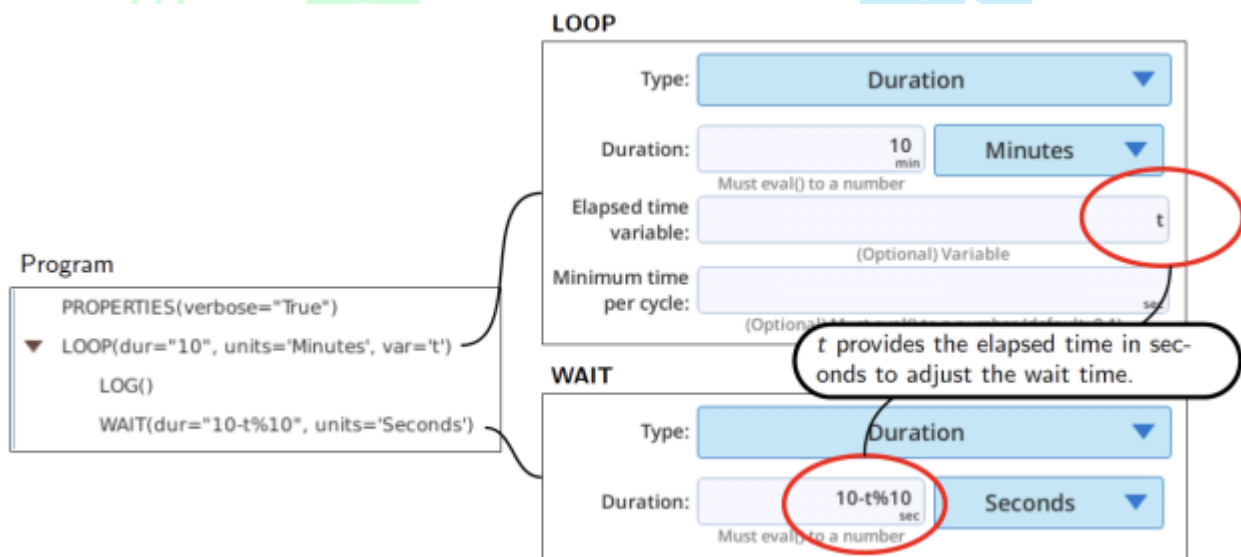 LOOP
Type: Duration
Duration: 10 min Minutes
Must eval() to a number
Elapsed time
variable: t
(Optional) Variable
Minimum time
per cycle: sec
(Optional)
t provides the elapsed time in sec-
onds to adjust the wait time.
Program
PROPERTIES(verbose="True")
LOOP(dur="10", units='Minutes', var='t')
LOG()
WAIT(dur="10-t%10", units='Seconds')
WAIT
Type: Duration
Duration: 10-t%10 sec Seconds
Must eval() to a number